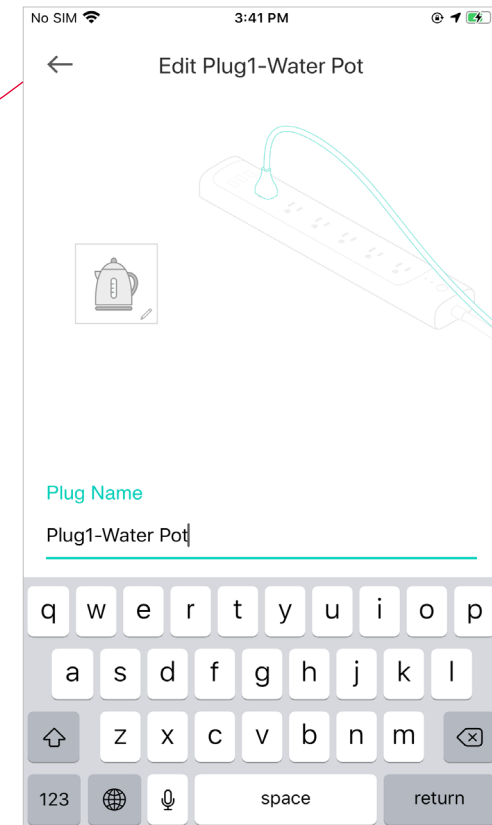 No SIM 3:41 PM
Edit Plug1-Water Pot
Plug Name
Plug1-Water Pot
q w e r t y u i o p
a s d f g h j k l
z x c v b n m
123 space return